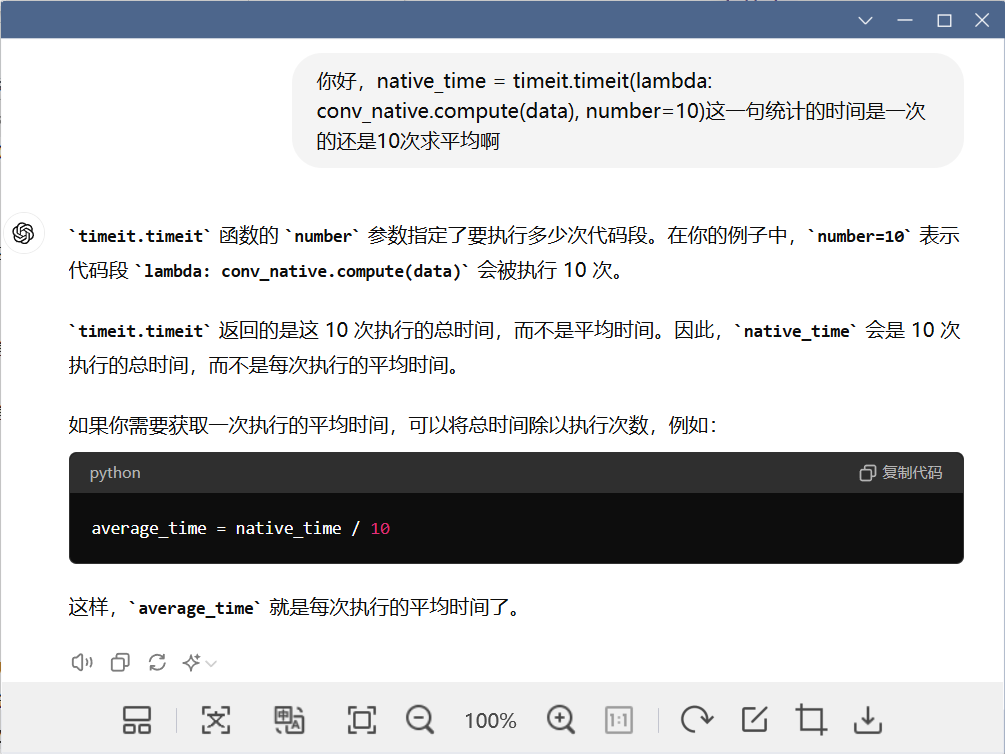 你好，native_time = timeit.timeit(lambda:
conv_native.compute(data), number=10)这一句统计的时间是一次
的还是10次求平均啊
`timeit.timeit` 函数的 `number` 参数指定了要执行多少次代码段。在你的例子中，`number=10` 表示
代码段 `lambda: conv_native.compute(data)` 会被执行 10 次。
`timeit.timeit` 返回的是这 10 次执行的总时间，而不是平均时间。因此，`native_time` 会是 10 次
执行的总时间，而不是每次执行的平均时间。
如果你需要获取一次执行的平均时间，可以将总时间除以执行次数，例如：
python 复制代码
average_time = native_time / 10
这样，`average_time` 就是每次执行的平均时间了。
100% 1:1